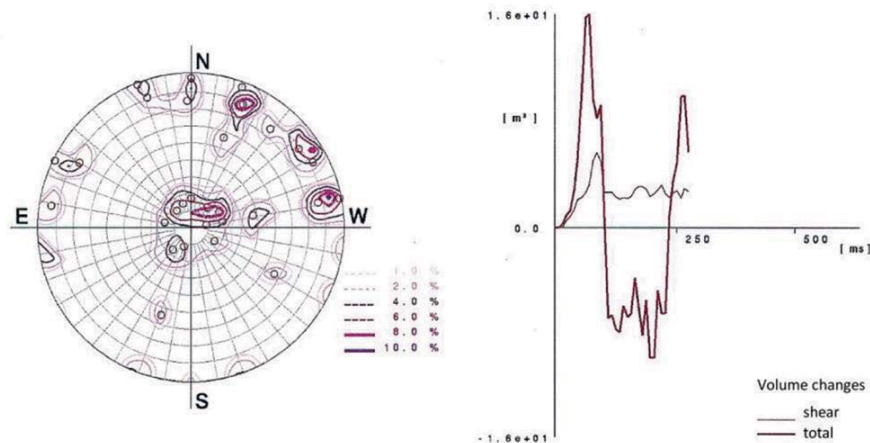 N
E
W
S
1.0 %
2.0 %
4.0 %
6.0 %
8.0 %
10.0 %
1.6e+01
[ m³ ]
0.0
250
500
[ms]
-1.6e+01
Volume changes
shear
total